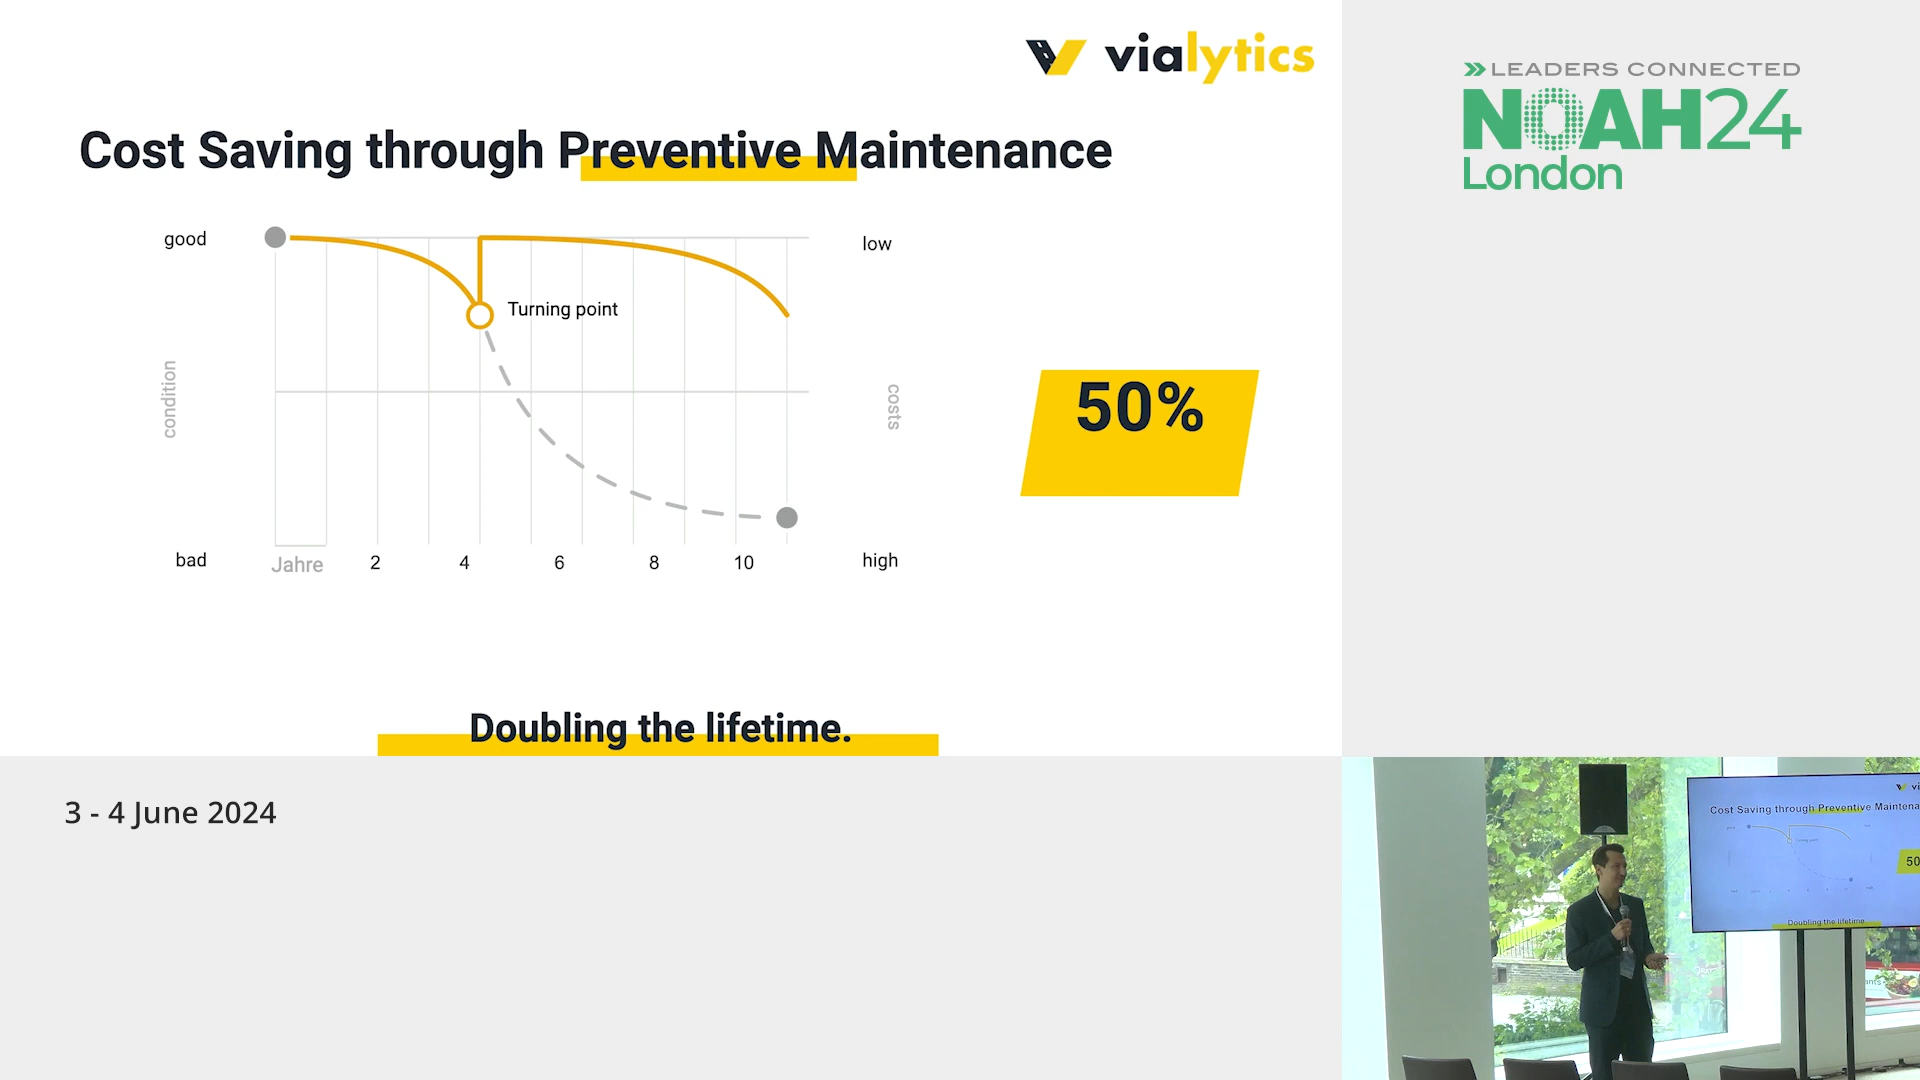 vialytics
LEADERS CONNECTED
NOAH24
London
Cost Saving through Preventive Maintenance
good
low
Turning point
condition
costs
50%
bad
high
Jahre 2 4 6 8 10
Doubling the lifetime.
3 - 4 June 2024
Cost Saving through Preventive Maintena
50
Doubling the lifetime